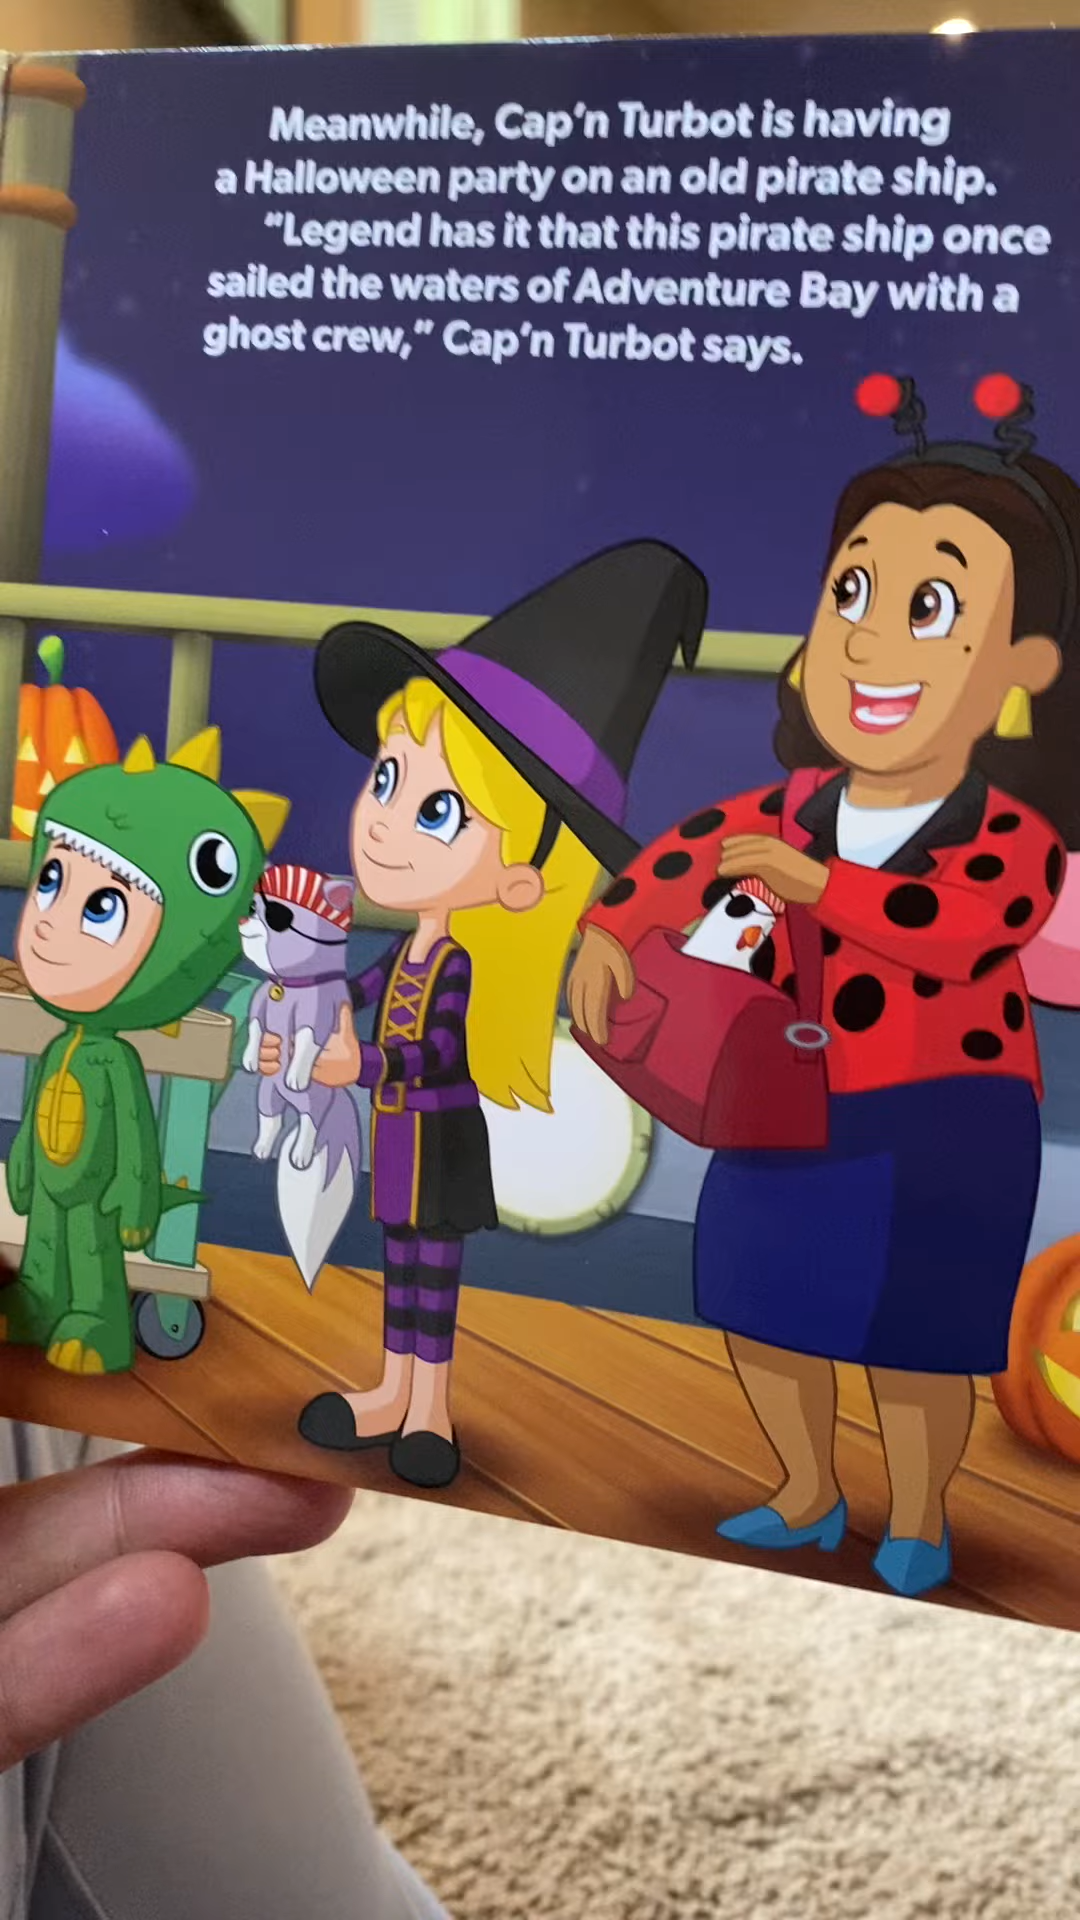 Meanwhile, Cap'n Turbot is having
a Halloween party on an old pirate ship.
"Legend has it that this pirate ship once
sailed the waters of Adventure Bay with a
ghost crew," Cap'n Turbot says.